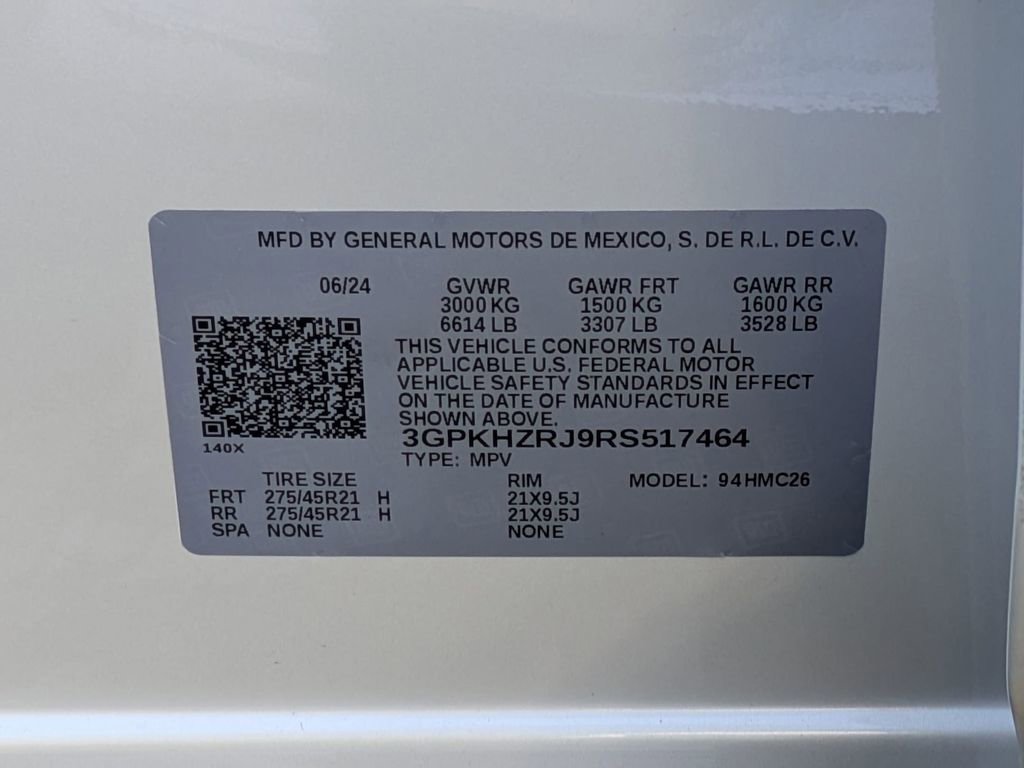 MFD BY GENERAL MOTORS DE MEXICO, S. DE R.L. DE C.V.
06/24 GVWR GAWR FRT GAWR RR
3000 KG 1500 KG 1600 KG
6614 LB 3307 LB 3528 LB
THIS VEHICLE CONFORMS TO ALL
APPLICABLE U.S. FEDERAL MOTOR
VEHICLE SAFETY STANDARDS IN EFFECT
ON THE DATE OF MANUFACTURE
SHOWN ABOVE.
3GPKHZRJ9RS517464
140X
TYPE: MPV
TIRE SIZE RIM MODEL: 94HMC26
FRT 275/45R21 H 21X9.5J
RR 275/45R21 H 21X9.5J
SPA NONE NONE